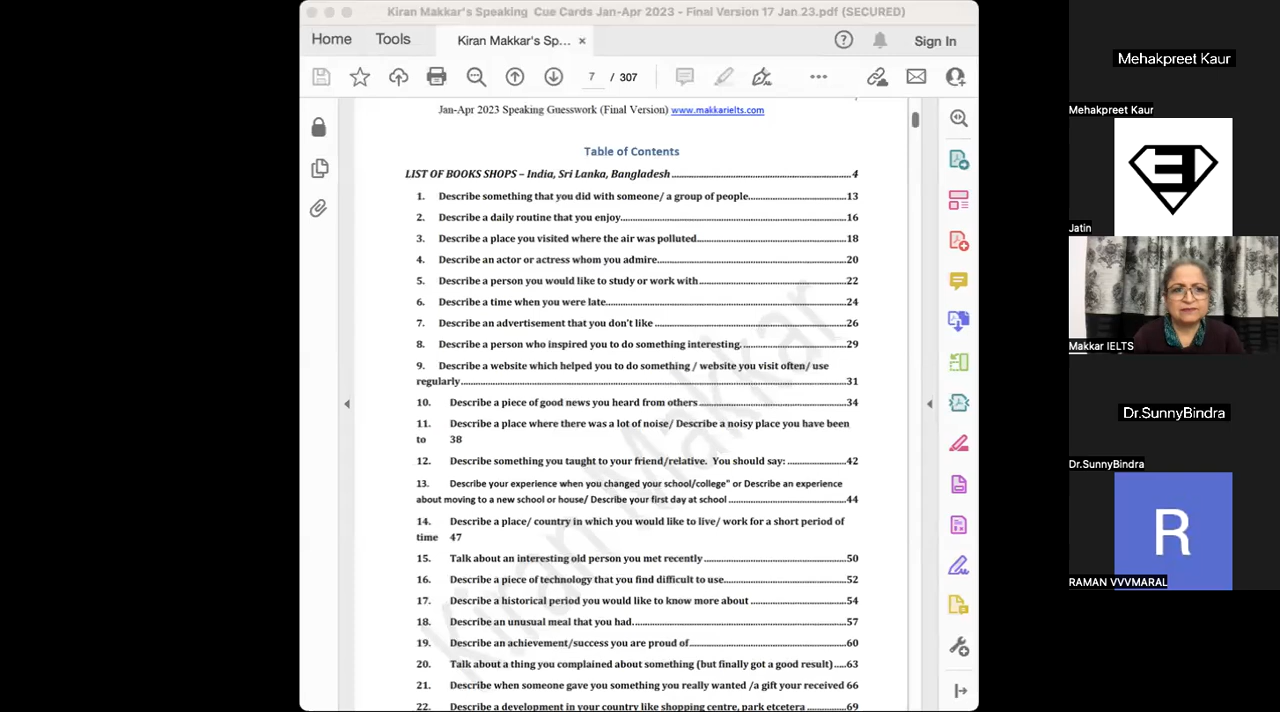 Kiran Makkar's Speaking  Cue Cards Jan-Apr 2023 - Final Version 17 Jan 23.pdf (SECURED)
Home Tools Kiran Makkar's Sp... × Sign In
7 / 307
Jan-Apr 2023 Speaking Guesswork (Final Version) www.makkarielts.com
Table of Contents
LIST OF BOOKS SHOPS – India, Sri Lanka, Bangladesh ... 4
1. Describe something that you did with someone/ a group of people ... 13
2. Describe a daily routine that you enjoy ... 16
3. Describe a place you visited where the air was polluted ... 18
4. Describe an actor or actress whom you admire ... 20
5. Describe a person you would like to study or work with ... 22
6. Describe a time when you were late ... 24
7. Describe an advertisement that you don't like ... 26
8. Describe a person who inspired you to do something interesting. ... 29
9. Describe a website which helped you to do something / website you visit often/ use
regularly ... 31
10. Describe a piece of good news you heard from others ... 34
11. Describe a place where there was a lot of noise/ Describe a noisy place you have been
to 38
12. Describe something you taught to your friend/relative.  You should say: ... 42
13. Describe your experience when you changed your school/college" or Describe an experience
about moving to a new school or house/ Describe your first day at school ... 44
14. Describe a place/ country in which you would like to live/ work for a short period of
time 47
15. Talk about an interesting old person you met recently ... 50
16. Describe a piece of technology that you find difficult to use ... 52
17. Describe a historical period you would like to know more about ... 54
18. Describe an unusual meal that you had. ... 57
19. Describe an achievement/success you are proud of ... 60
20. Talk about a thing you complained about something (but finally got a good result) ... 63
21. Describe when someone gave you something you really wanted /a gift your received 66
22. Describe a development in your country like shopping centre, park etcetera ... 69
Kiran Makkar
Mehakpreet Kaur
Mehakpreet Kaur
Jatin
Makkar IELTS
Dr.SunnyBindra
Dr.SunnyBindra
R
RAMAN VVVMARAL